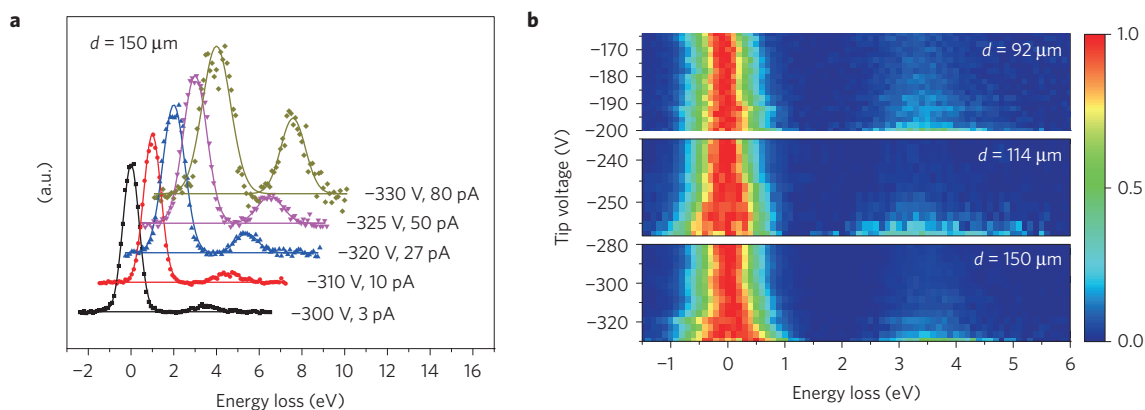 a
d = 150 μm
(a.u.)
−330 V, 80 pA
−325 V, 50 pA
−320 V, 27 pA
−310 V, 10 pA
−300 V, 3 pA
−2 0 2 4 6 8 10 12 14 16
Energy loss (eV)
b
Tip voltage (V)
−170
−180
−190
−200
d = 92 μm
−240
−250
−260
d = 114 μm
−280
−300
−320
d = 150 μm
−1 0 1 2 3 4 5 6
Energy loss (eV)
1.0
0.5
0.0